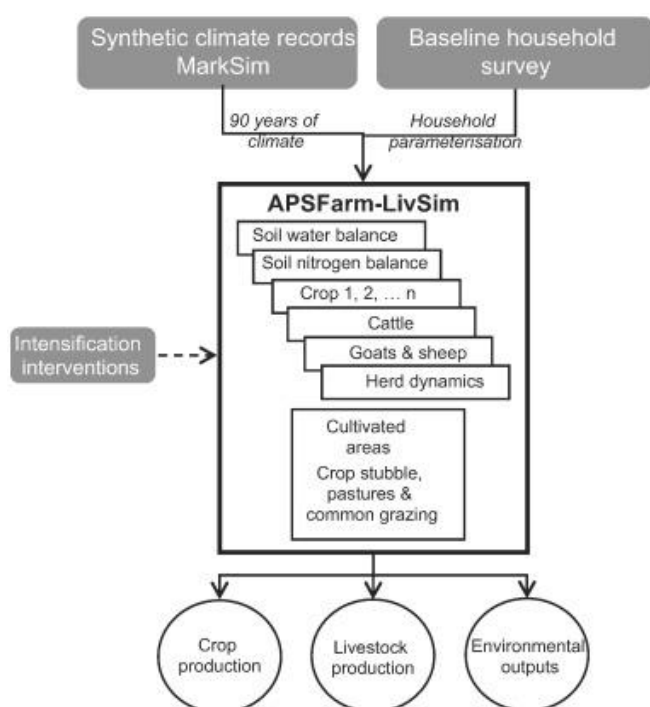 Synthetic climate records
MarkSim
Baseline household
survey
90 years of
climate
Household
parameterisation
APSFarm-LivSim
Soil water balance
Soil nitrogen balance
Crop 1, 2, ... n
Cattle
Goats & sheep
Herd dynamics
Intensification
interventions
Cultivated
areas
Crop stubble,
pastures &
common grazing
Crop
production
Livestock
production
Environmental
outputs